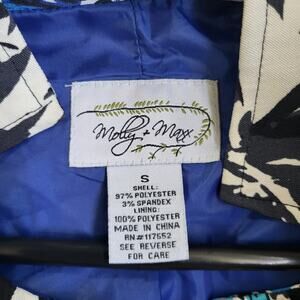 Molly + Maxx
S
SHELL:
97% POLYESTER
3% SPANDEX
LINING:
100% POLYESTER
MADE IN CHINA
RN#117552
SEE REVERSE
FOR CARE